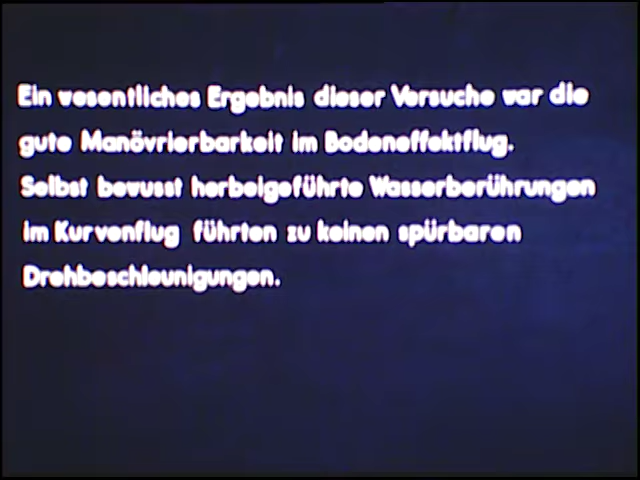 Ein wesentliches Ergebnis dieser Versuche war die
gute Manövrierbarkeit im Bodeneffektflug.
Selbst bewusst herbeigeführte Wasserberührungen
im Kurvenflug führten zu keinen spürbaren
Drehbeschleunigungen.